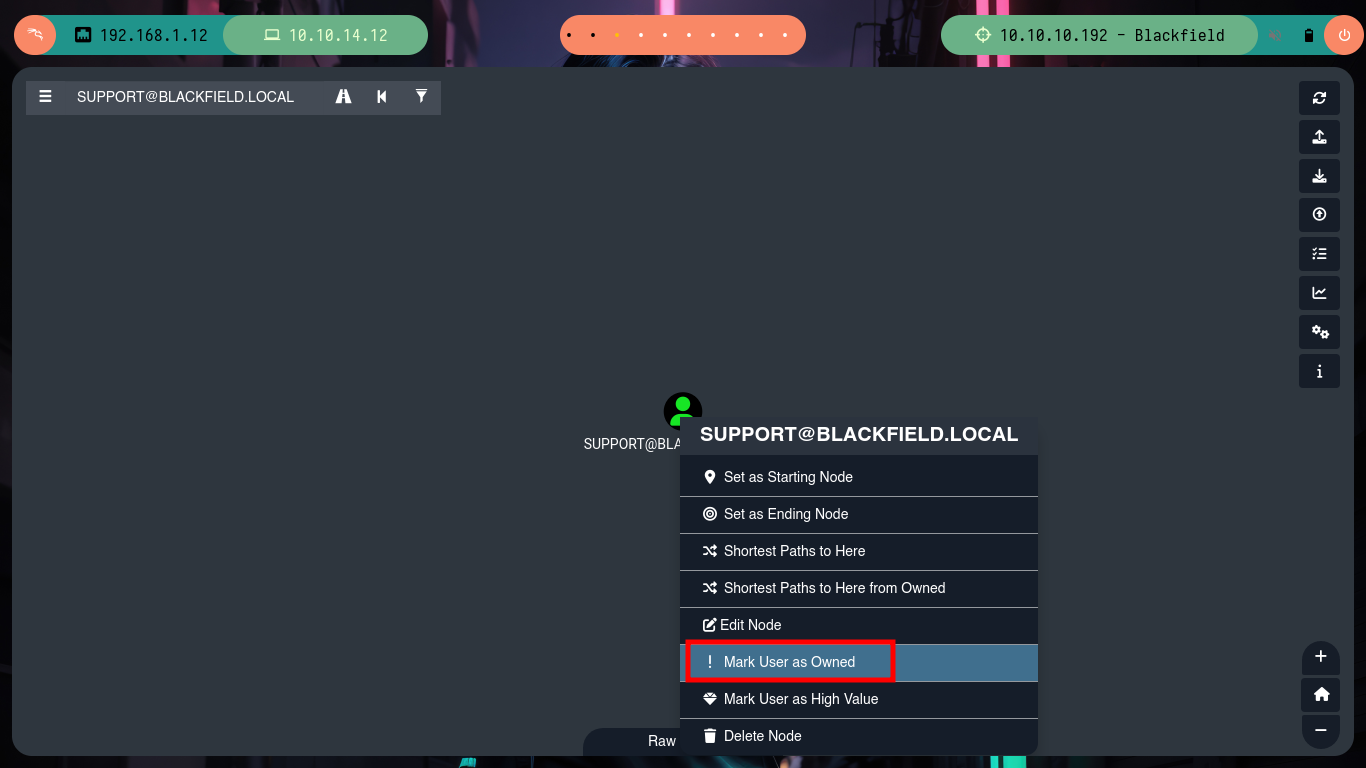 192.168.1.12
10.10.14.12
10.10.10.192 – Blackfield
SUPPORT@BLACKFIELD.LOCAL
SUPPORT@BLA
SUPPORT@BLACKFIELD.LOCAL
Set as Starting Node
Set as Ending Node
Shortest Paths to Here
Shortest Paths to Here from Owned
Edit Node
Mark User as Owned
Mark User as High Value
Delete Node
Raw